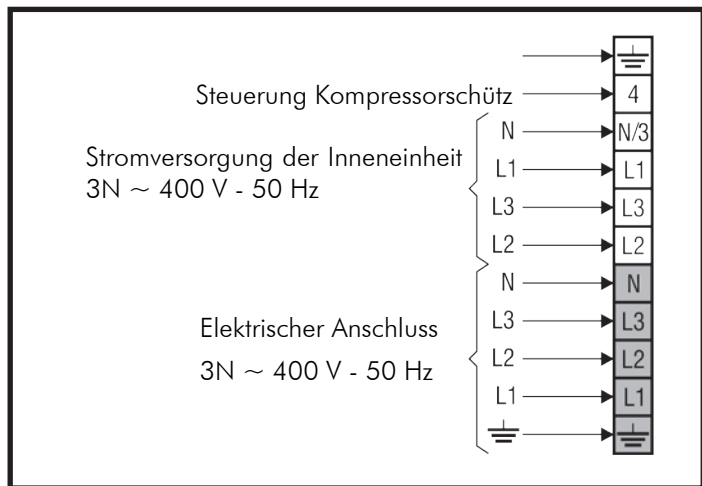 Steuerung Kompressorschütz 4
N N/3
Stromversorgung der Inneneinheit
3N ~ 400 V - 50 Hz
L1 L1
L3 L3
L2 L2
N N
Elektrischer Anschluss
3N ~ 400 V - 50 Hz
L3 L3
L2 L2
L1 L1